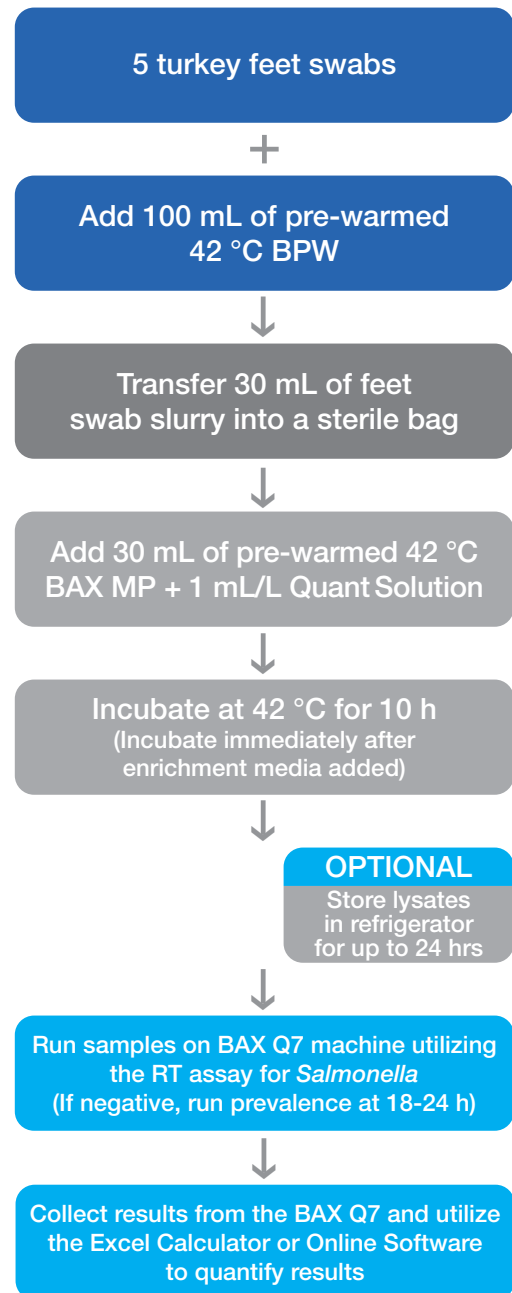 5 turkey feet swabs
+
Add 100 mL of pre-warmed
42 °C BPW
Transfer 30 mL of feet
swab slurry into a sterile bag
Add 30 mL of pre-warmed 42 °C
BAX MP + 1 mL/L Quant Solution
Incubate at 42 °C for 10 h
(Incubate immediately after
enrichment media added)
OPTIONAL
Store lysates
in refrigerator
for up to 24 hrs
Run samples on BAX Q7 machine utilizing
the RT assay for Salmonella
(If negative, run prevalence at 18-24 h)
Collect results from the BAX Q7 and utilize
the Excel Calculator or Online Software
to quantify results